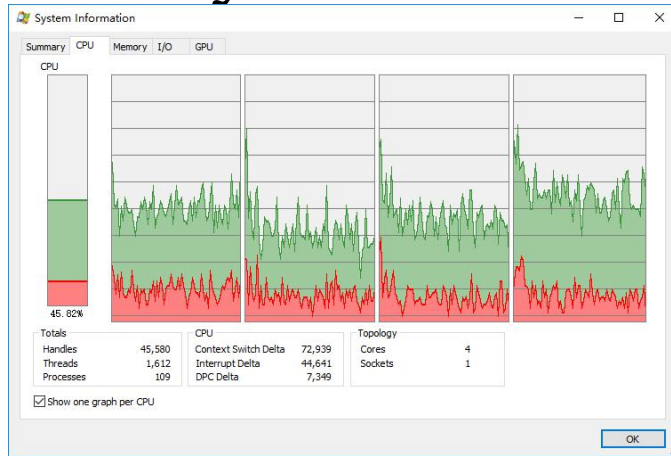 System Information
Summary CPU Memory I/O GPU
CPU
45.82%
Totals
Handles 45,580
Threads 1,612
Processes 109
CPU
Context Switch Delta 72,939
Interrupt Delta 44,641
DPC Delta 7,349
Topology
Cores 4
Sockets 1
Show one graph per CPU
OK